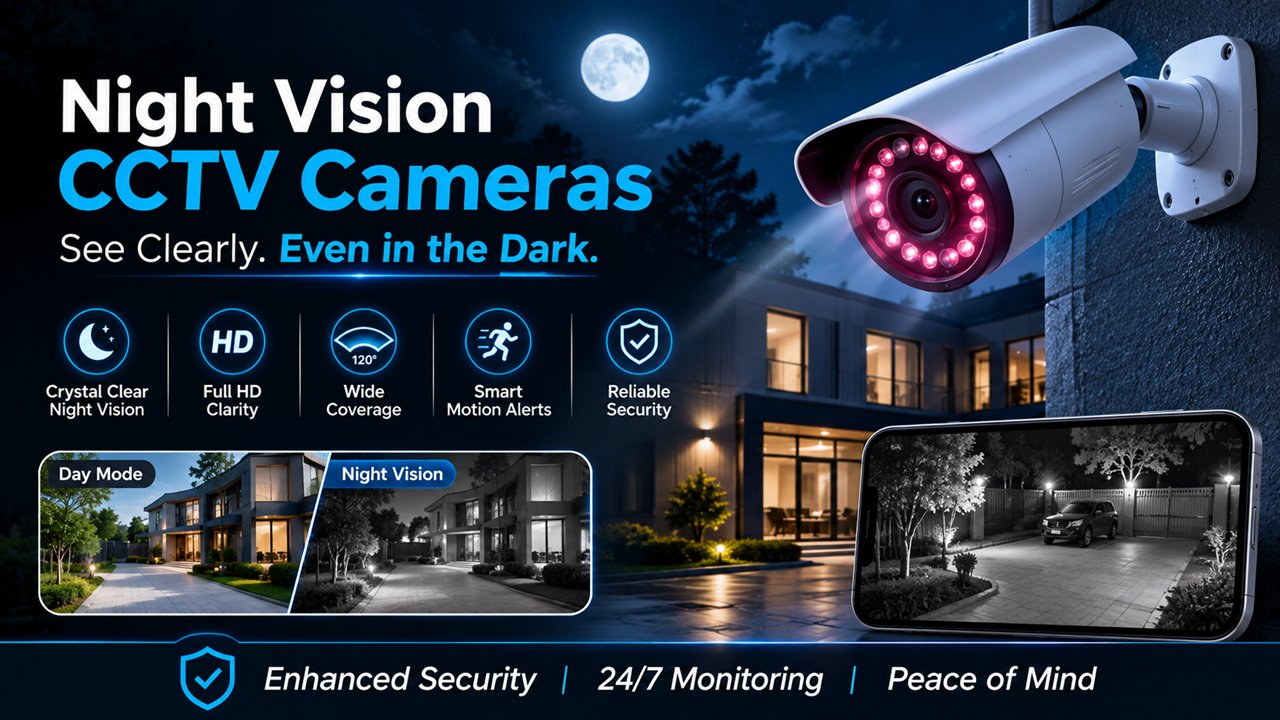 Night Vision
CCTV Cameras
See Clearly. Even in the Dark.
HD
120°
Crystal Clear
Night Vision
Full HD
Clarity
Wide
Coverage
Smart
Motion Alerts
Reliable
Security
Day Mode
Night Vision
Enhanced Security | 24/7 Monitoring | Peace of Mind